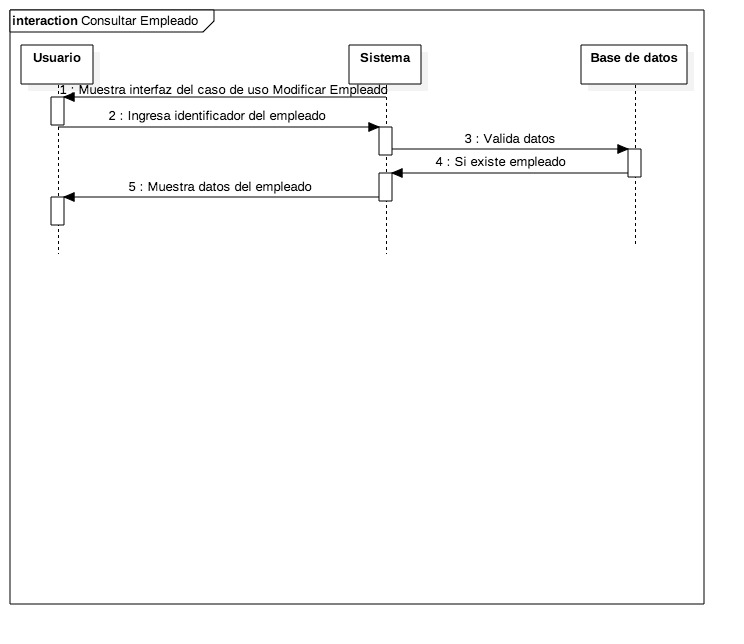 interaction Consultar Empleado
Usuario
Sistema
Base de datos
1 : Muestra interfaz del caso de uso Modificar Empleado
2 : Ingresa identificador del empleado
3 : Valida datos
4 : Si existe empleado
5 : Muestra datos del empleado